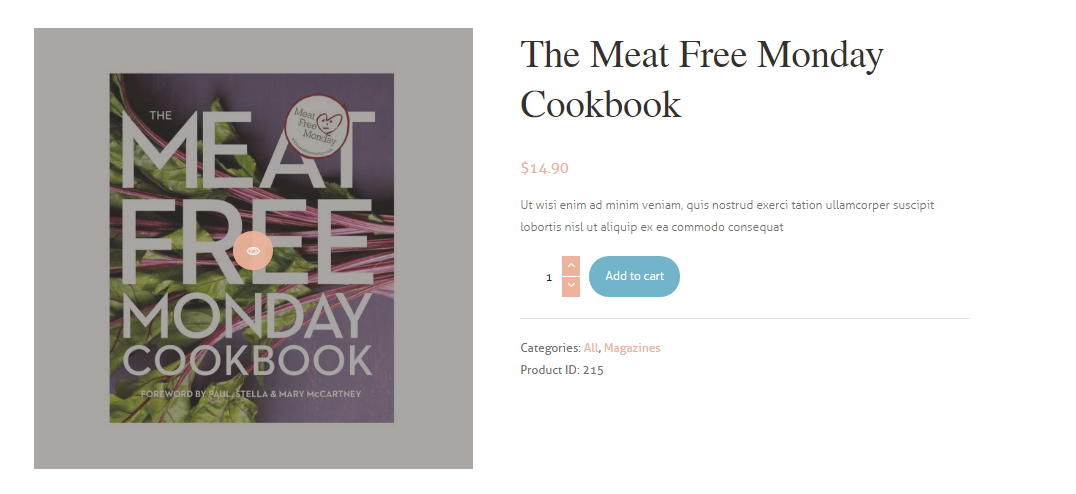 THE
MEAT
FREE
MONDAY
COOKBOOK
FOREWORD BY PAUL, STELLA & MARY McCARTNEY
Meat
Free
Monday
The Meat Free Monday
Cookbook
$14.90
Ut wisi enim ad minim veniam, quis nostrud exerci tation ullamcorper suscipit
lobortis nisl ut aliquip ex ea commodo consequat
1
Add to cart
Categories: All, Magazines
Product ID: 215